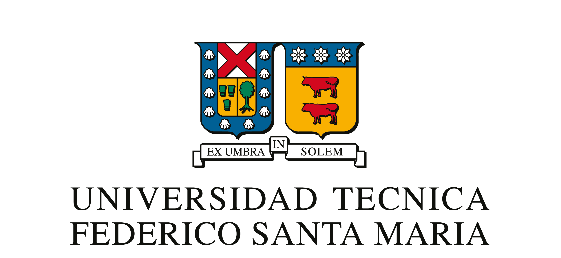 EX UMBRA IN SOLEM
UNIVERSIDAD TECNICA
FEDERICO SANTA MARIA